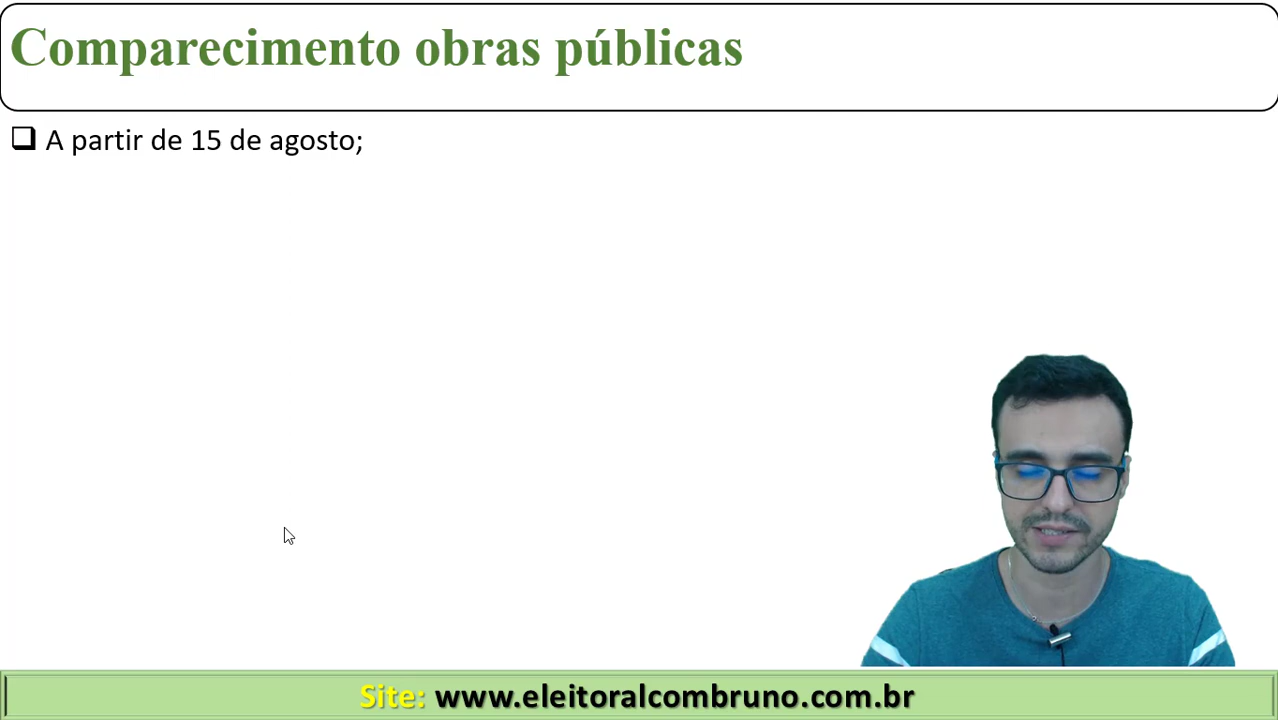 Comparecimento obras públicas
A partir de 15 de agosto;
Site: www.eleitoralcombruno.com.br